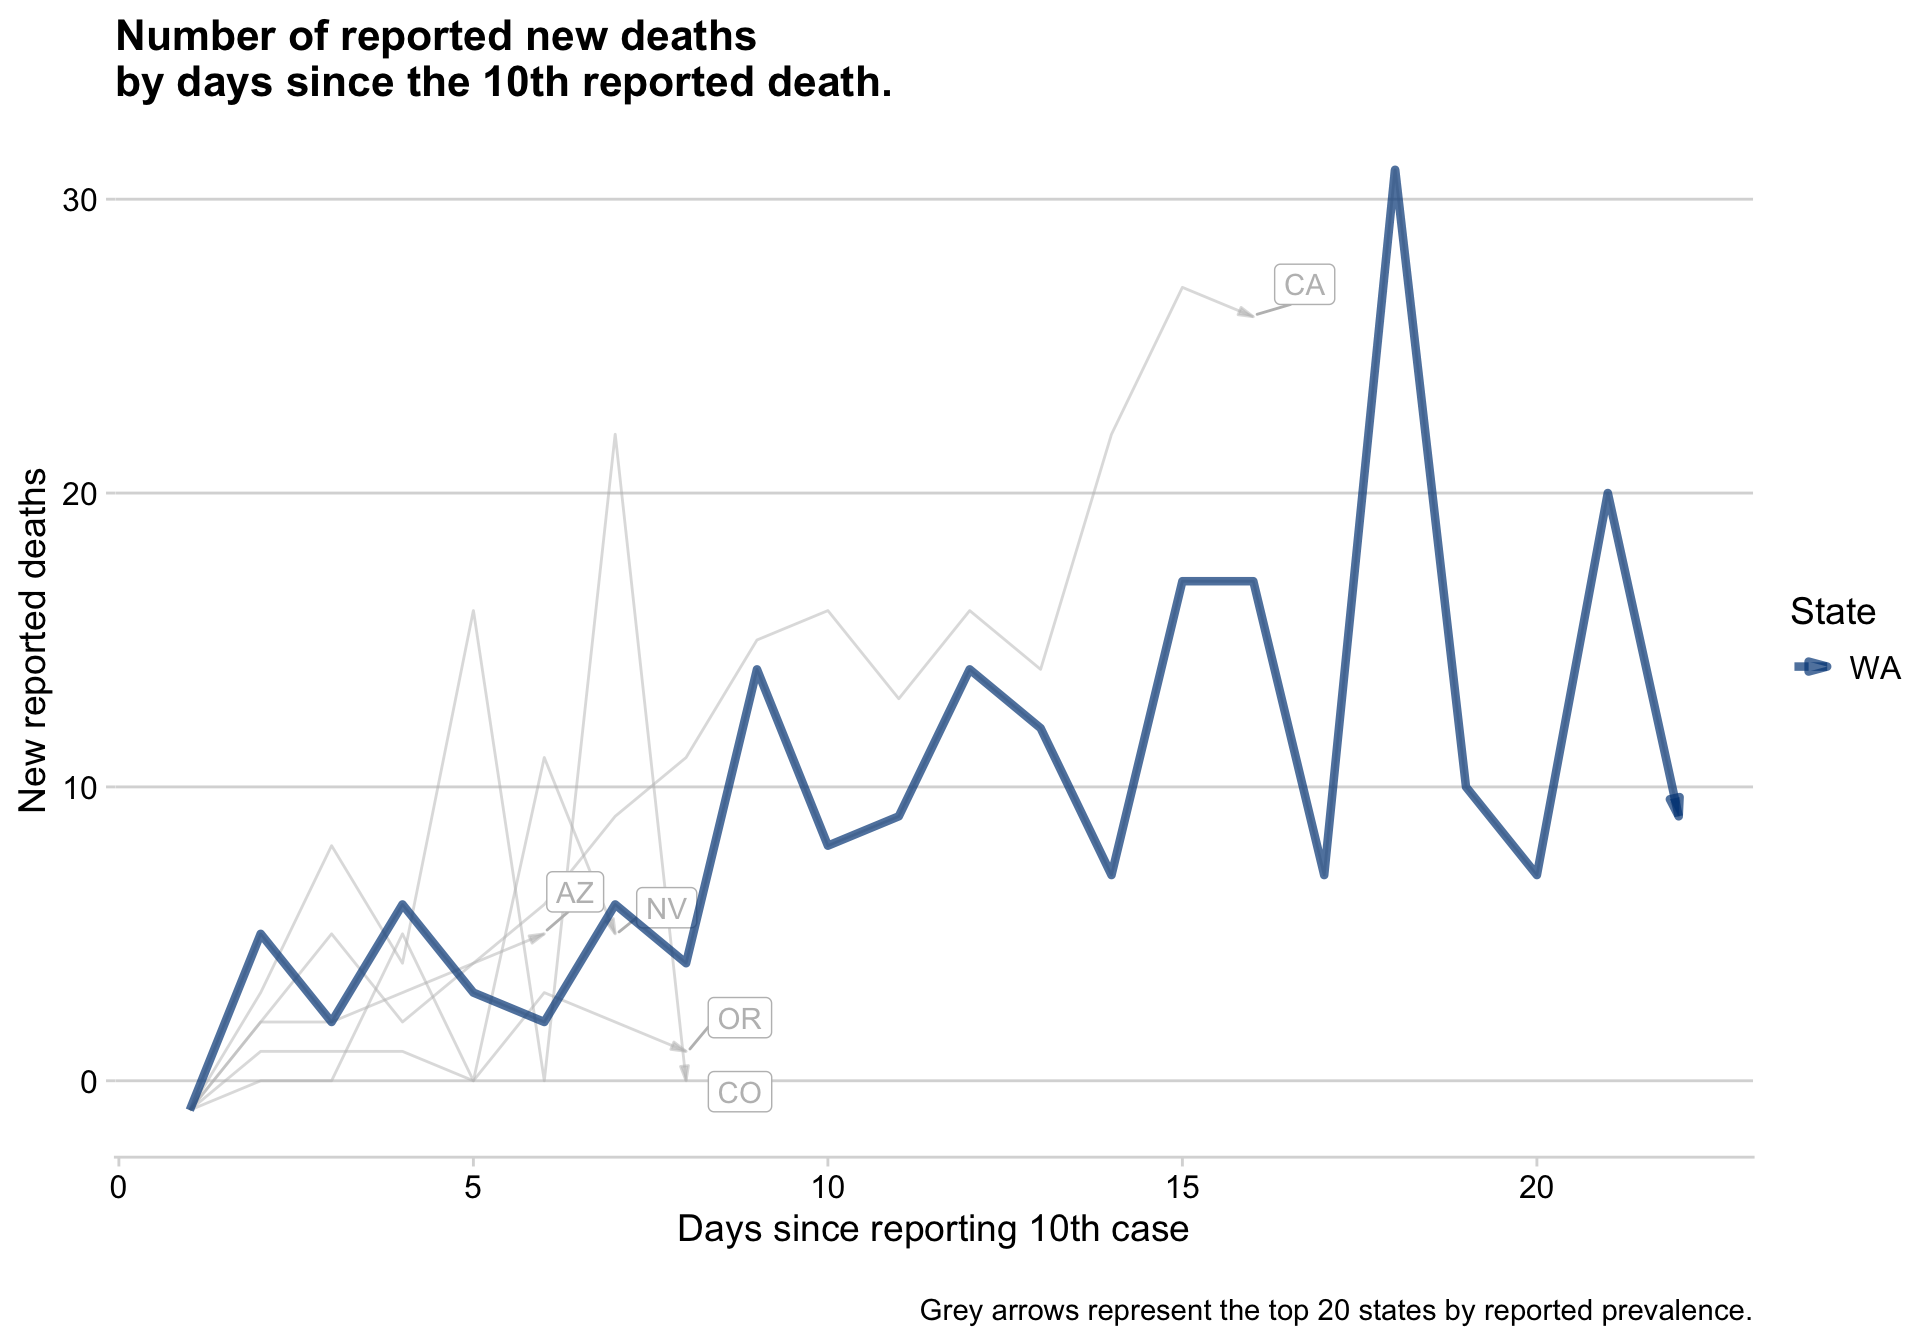 Number of reported new deaths
by days since the 10th reported death.
30
20
10
0
New reported deaths
CA
AZ
NV
OR
CO
State
WA
0 5 10 15 20
Days since reporting 10th case
Grey arrows represent the top 20 states by reported prevalence.